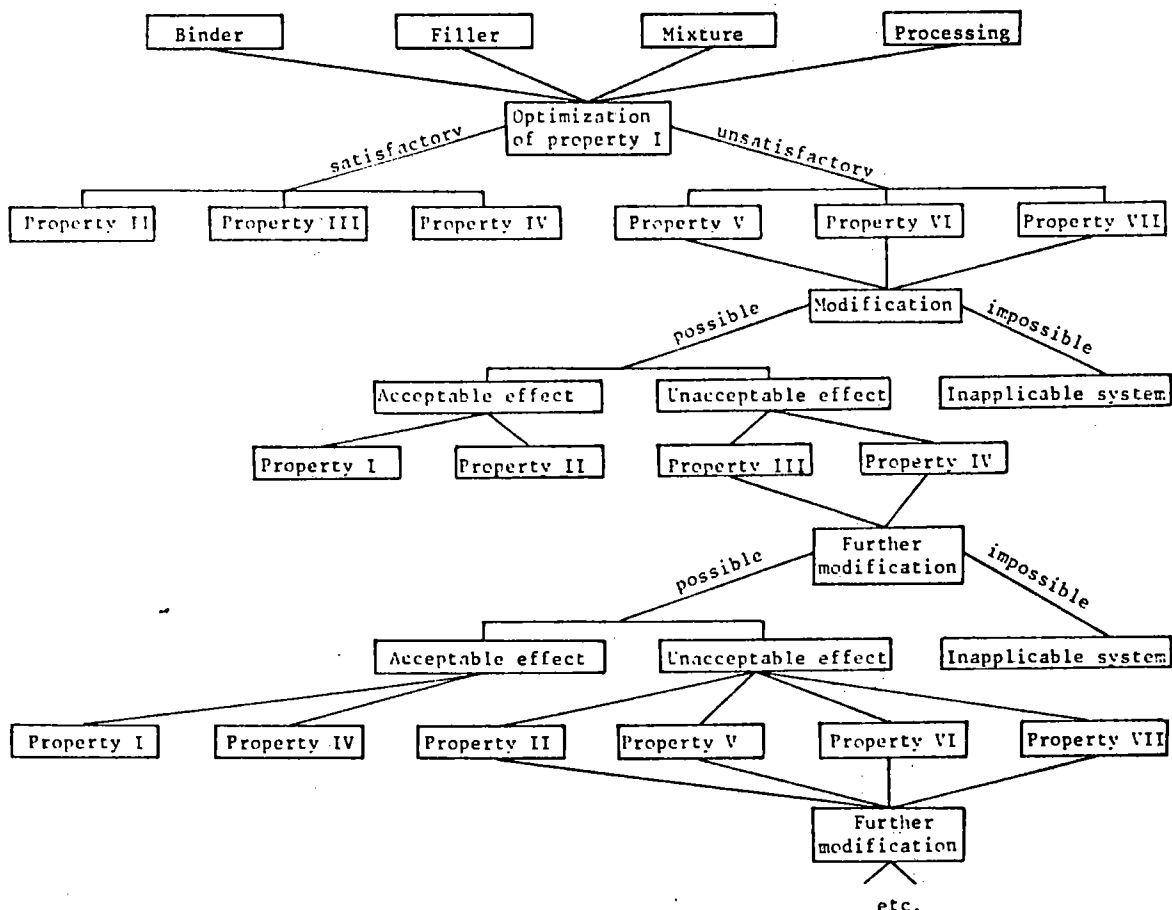 Binder
Filler
Mixture
Processing
Optimization
of property I
satisfactory
unsatisfactory
Property II
Property III
Property IV
Property V
Property VI
Property VII
Modification
possible
impossible
Acceptable effect
Unacceptable effect
Inapplicable system
Property I
Property II
Property III
Property IV
Further
modification
possible
impossible
Acceptable effect
Unacceptable effect
Inapplicable system
Property I
Property IV
Property II
Property V
Property VI
Property VII
Further
modification
etc.